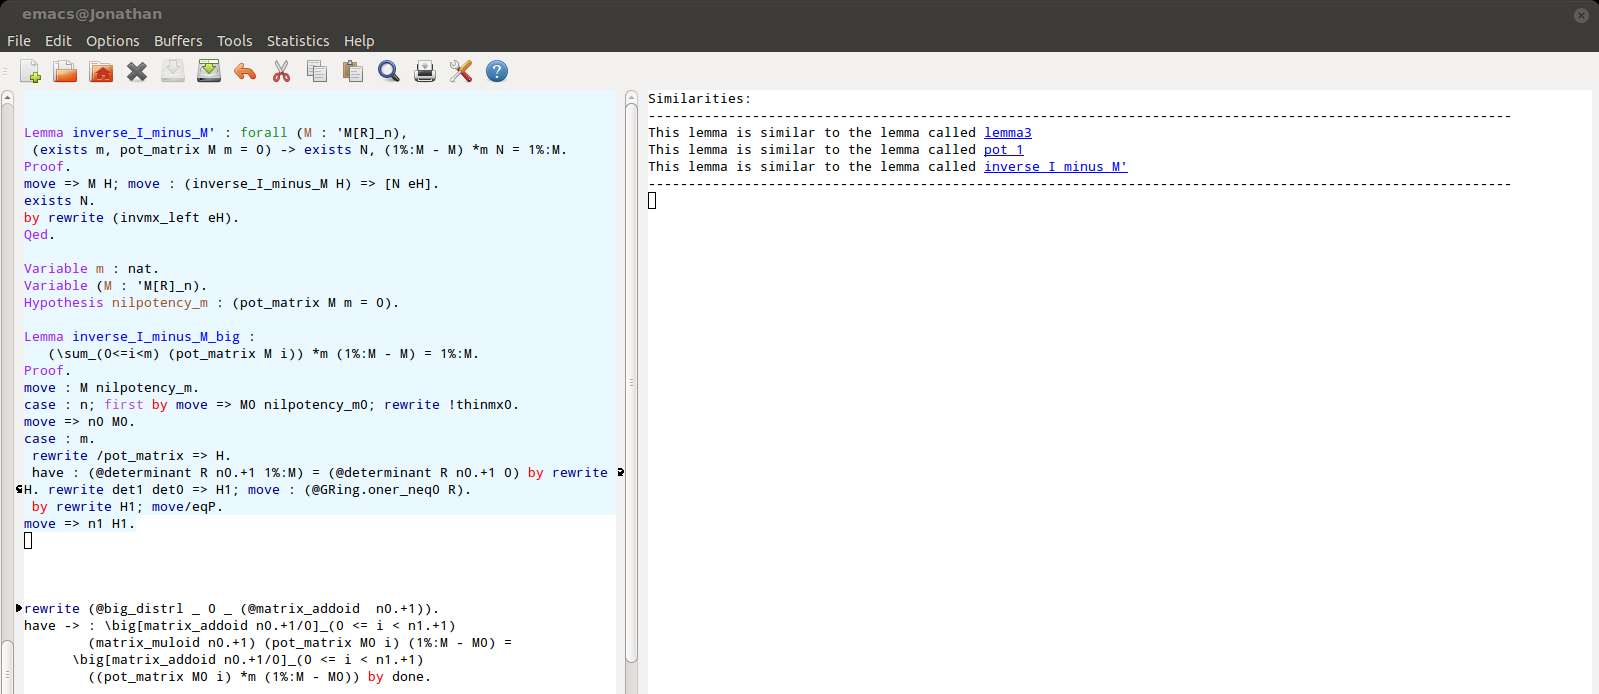 emacs@Jonathan
File Edit Options Buffers Tools Statistics Help
Lemma inverse_I_minus_M' : forall (M : 'M[R]_n),
(exists m, pot_matrix M m = 0) -> exists N, (1%:M - M) *m N = 1%:M.
Proof.
move => M H; move : (inverse_I_minus_M H) => [N eH].
exists N.
by rewrite (invmx_left eH).
Qed.
Variable m : nat.
Variable (M : 'M[R]_n).
Hypothesis nilpotency_m : (pot_matrix M m = 0).
Lemma inverse_I_minus_M_big :
(\sum_(0<=i<m) (pot_matrix M i)) *m (1%:M - M) = 1%:M.
Proof.
move : M nilpotency_m.
case : n; first by move => M0 nilpotency_m0; rewrite !thinmx0.
move => n0 M0.
case : m.
rewrite /pot_matrix => H.
have : (@determinant R n0.+1 1%:M) = (@determinant R n0.+1 0) by rewrite
H. rewrite det1 det0 => H1; move : (@GRing.oner_neq0 R).
by rewrite H1; move/eqP.
move => n1 H1.
rewrite (@big_distrl _ 0 _ (@matrix_addoid  n0.+1)).
have -> : \big[matrix_addoid n0.+1/0]_(0 <= i < n1.+1)
(matrix_muloid n0.+1) (pot_matrix M0 i) (1%:M - M0) =
\big[matrix_addoid n0.+1/0]_(0 <= i < n1.+1)
((pot_matrix M0 i) *m (1%:M - M0)) by done.
Similarities:
------------------------------------------------------------------------------------------------------------
This lemma is similar to the lemma called lemma3
This lemma is similar to the lemma called pot_1
This lemma is similar to the lemma called inverse_I_minus_M'
------------------------------------------------------------------------------------------------------------